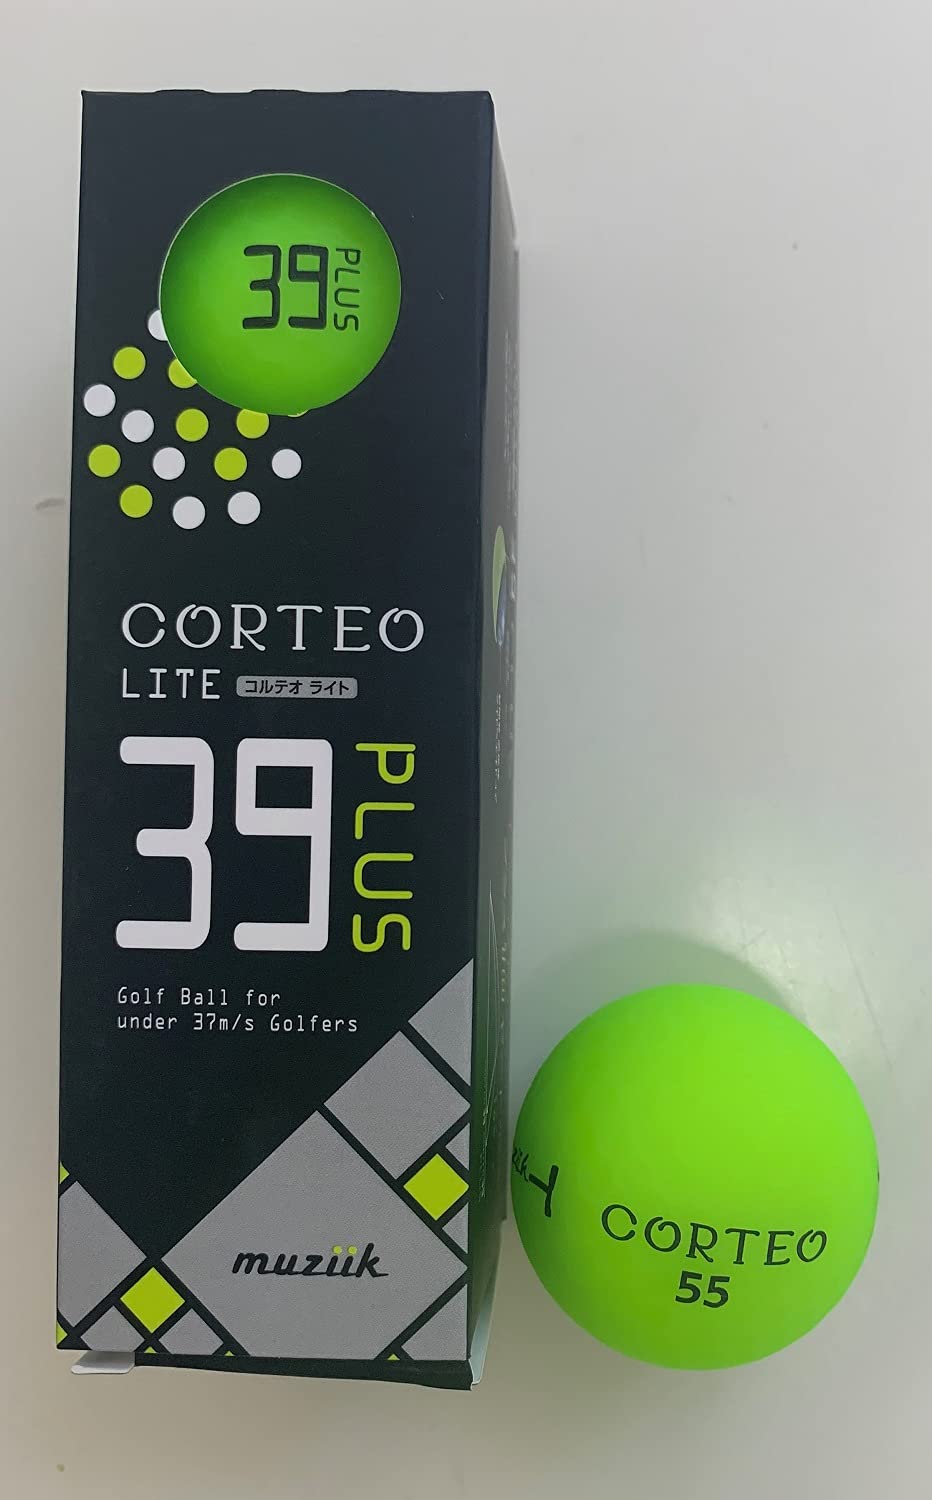 39
PLUS
CORTEO
LITE コルテオ ライト
39
PLUS
Golf Ball for
under 37m/s Golfers
muziik
CORTEO
55